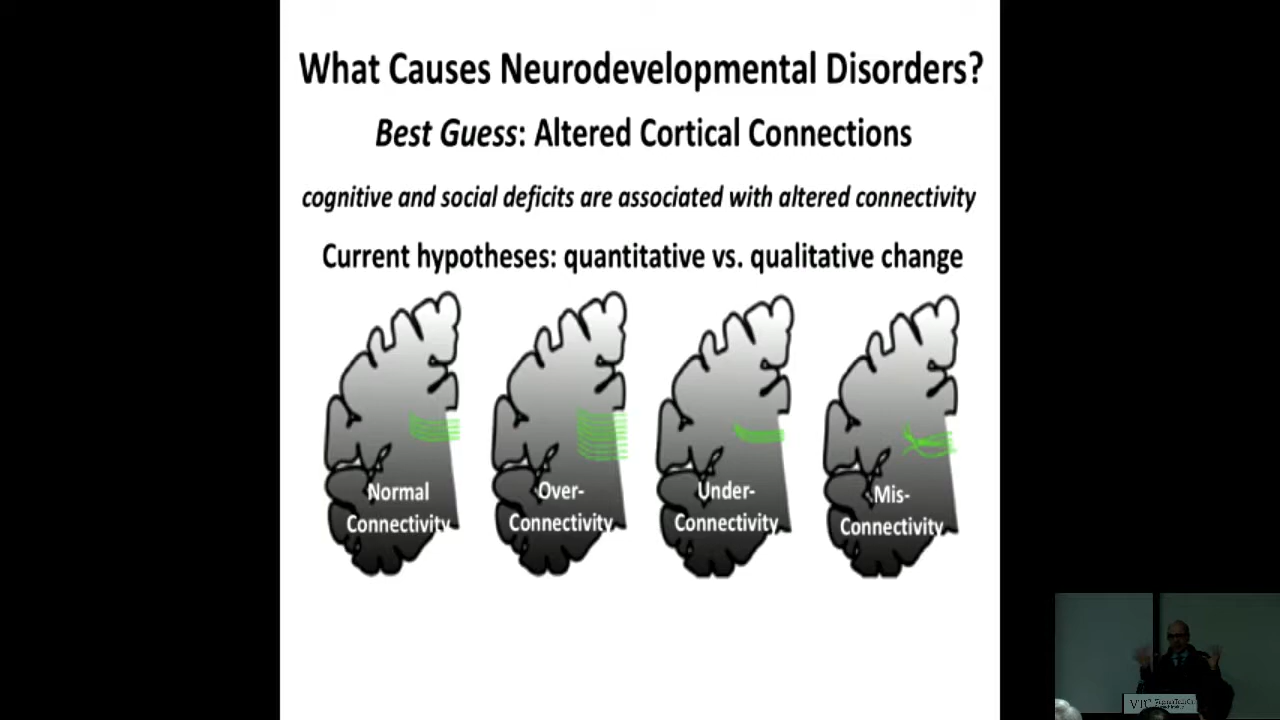 What Causes Neurodevelopmental Disorders?
Best Guess: Altered Cortical Connections
cognitive and social deficits are associated with altered connectivity
Current hypotheses: quantitative vs. qualitative change
Normal
Connectivity
Over-
Connectivity
Under-
Connectivity
Mis-
Connectivity
VTC